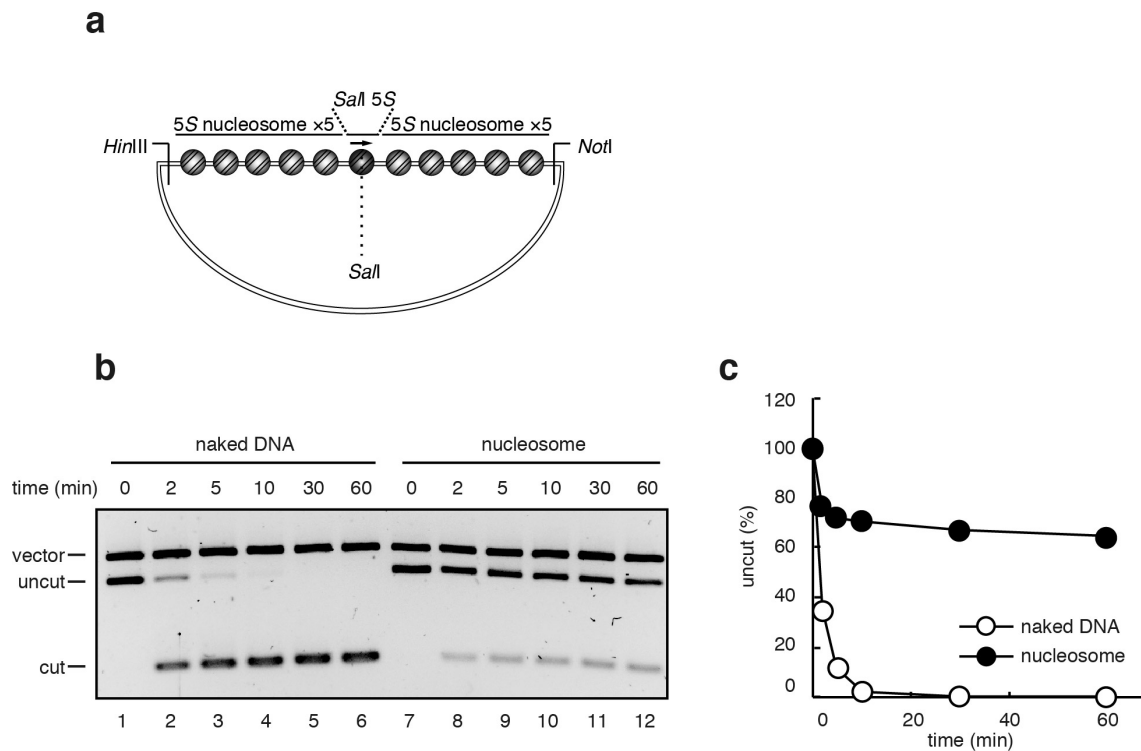 a
SalI 5S
5S nucleosome ×5
5S nucleosome ×5
HinIII
NotI
SalI
b
naked DNA
nucleosome
time (min) 0 2 5 10 30 60 0 2 5 10 30 60
vector
uncut
cut
1 2 3 4 5 6 7 8 9 10 11 12
c
120
100
80
60
40
20
0
uncut (%)
naked DNA
nucleosome
0 20 40 60
time (min)